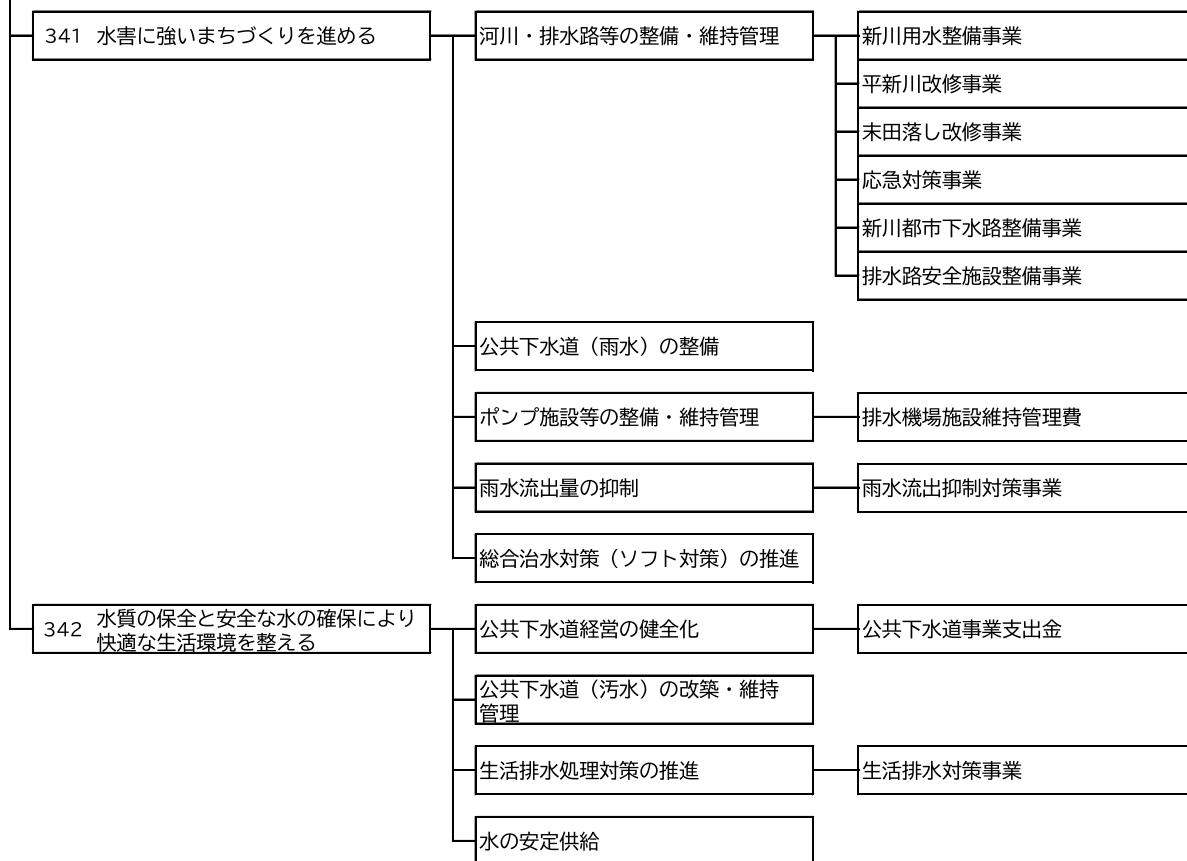 341 水害に強いまちづくりを進める
河川・排水路等の整備・維持管理
新川用水整備事業
平新川改修事業
末田落し改修事業
応急対策事業
新川都市下水路整備事業
排水路安全施設整備事業
公共下水道（雨水）の整備
ポンプ施設等の整備・維持管理
排水機場施設維持管理費
雨水流出量の抑制
雨水流出抑制対策事業
総合治水対策（ソフト対策）の推進
342 水質の保全と安全な水の確保により
快適な生活環境を整える
公共下水道経営の健全化
公共下水道事業支出金
公共下水道（汚水）の改築・維持
管理
生活排水処理対策の推進
生活排水対策事業
水の安定供給